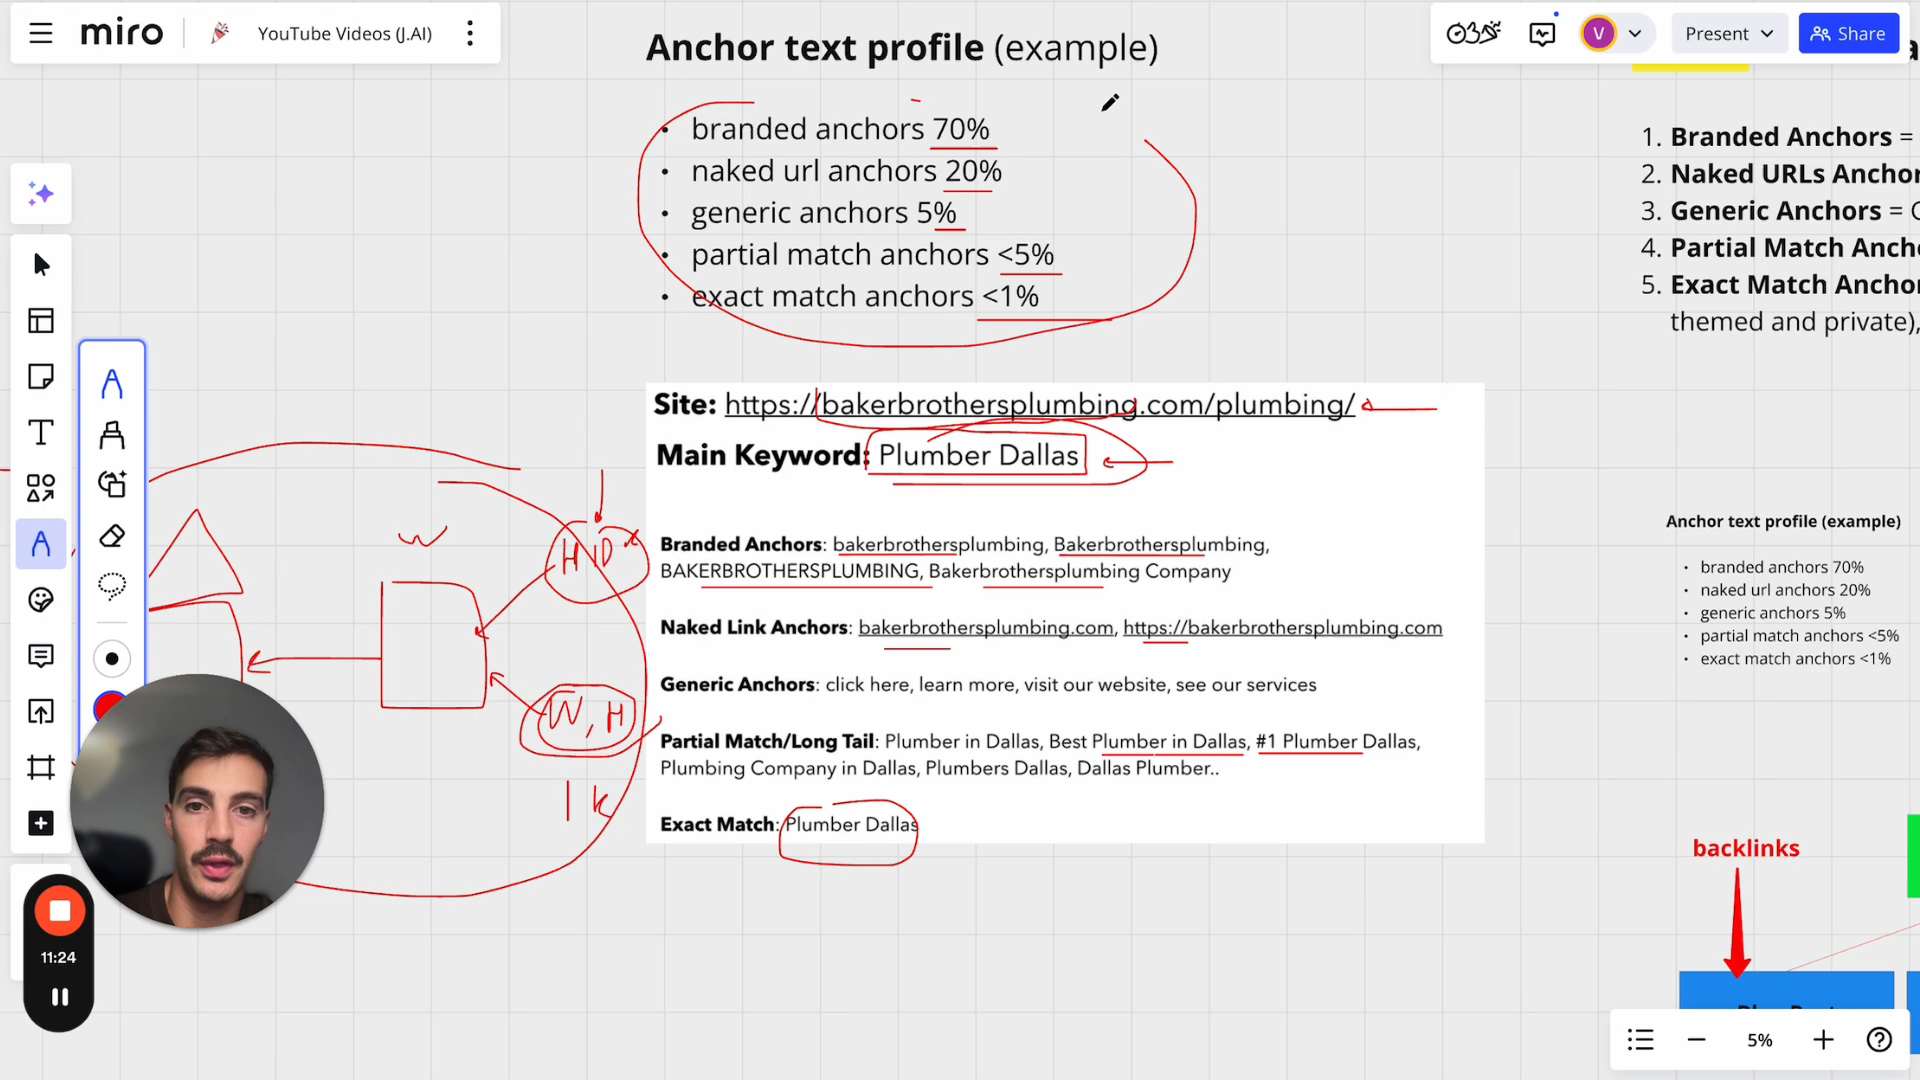 miro
YouTube Videos (J.AI)
Anchor text profile (example)
V
Present
Share
• branded anchors 70%
• naked url anchors 20%
• generic anchors 5%
• partial match anchors <5%
• exact match anchors <1%
1. Branded Anchors =
2. Naked URLs Anchor
3. Generic Anchors =
4. Partial Match Ancho
5. Exact Match Anchor
themed and private),
Site: https://bakerbrothersplumbing.com/plumbing/
Main Keyword: Plumber Dallas
Branded Anchors: bakerbrothersplumbing, Bakerbrothersplumbing,
BAKERBROTHERSPLUMBING, Bakerbrothersplumbing Company
Naked Link Anchors: bakerbrothersplumbing.com, https://bakerbrothersplumbing.com
Generic Anchors: click here, learn more, visit our website, see our services
Partial Match/Long Tail: Plumber in Dallas, Best Plumber in Dallas, #1 Plumber Dallas,
Plumbing Company in Dallas, Plumbers Dallas, Dallas Plumber..
Exact Match: Plumber Dallas
W
W, H
1k
Anchor text profile (example)
• branded anchors 70%
• naked url anchors 20%
• generic anchors 5%
• partial match anchors <5%
• exact match anchors <1%
backlinks
11:24
5%